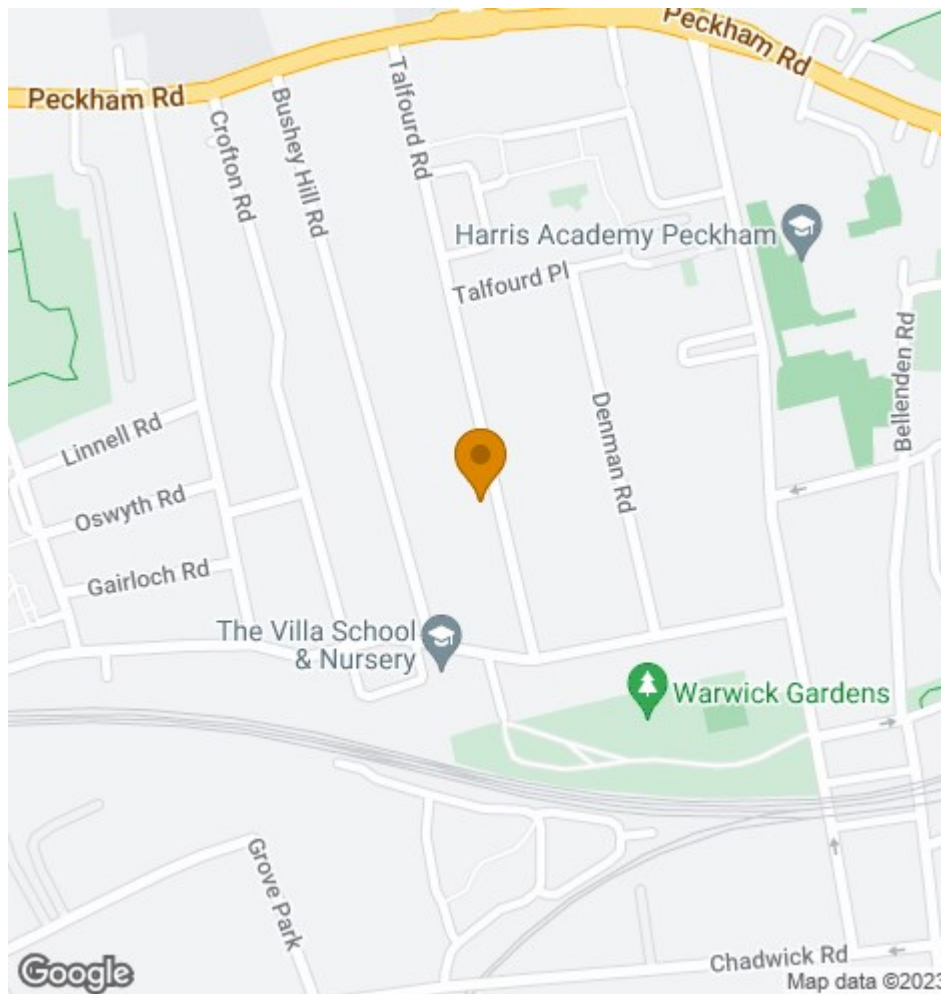 Peckham Rd
Peckham Rd
Talfourd Rd
Bushey Hill Rd
Crofton Rd
Harris Academy Peckham
Talfourd Pl
Bellenden Rd
Denman Rd
Linnell Rd
Oswyth Rd
Gairloch Rd
The Villa School
& Nursery
Warwick Gardens
Grove Park
Chadwick Rd
Google
Map data ©2023